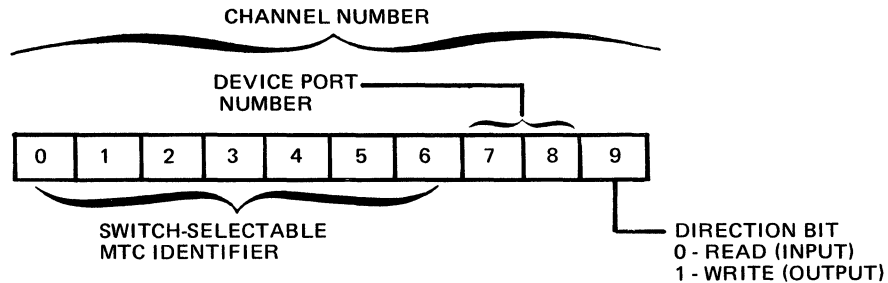 CHANNEL NUMBER
DEVICE PORT
NUMBER
0 1 2 3 4 5 6 7 8 9
SWITCH-SELECTABLE
MTC IDENTIFIER
DIRECTION BIT
0 - READ (INPUT)
1 - WRITE (OUTPUT)